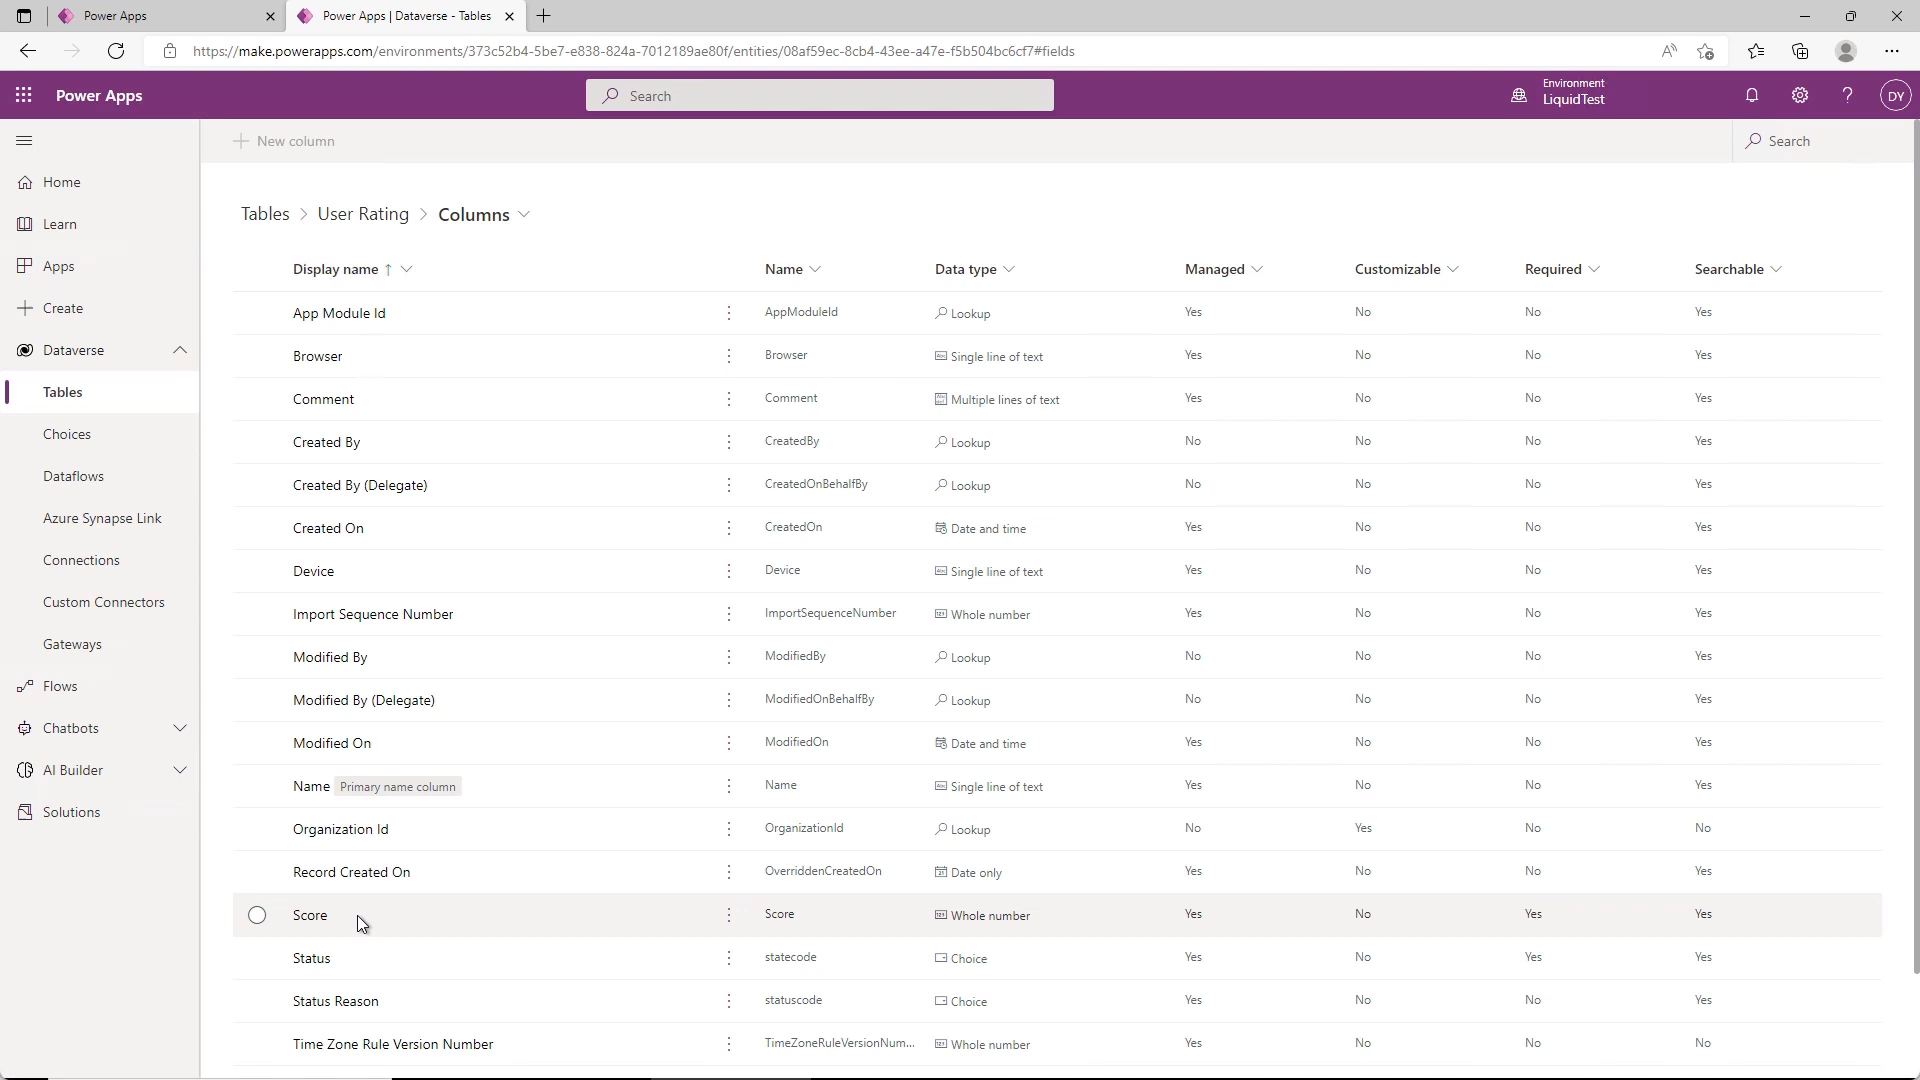 Power Apps
Power Apps | Dataverse - Tables
https://make.powerapps.com/environments/373c52b4-5be7-e838-824a-7012189ae80f/entities/08af59ec-8cb4-43ee-a47e-f5b504bc6cf7#fields
Power Apps
Search
Environment
LiquidTest
DY
New column
Search
Home
Learn
Apps
Create
Dataverse
Tables
Choices
Dataflows
Azure Synapse Link
Connections
Custom Connectors
Gateways
Flows
Chatbots
AI Builder
Solutions
Tables > User Rating > Columns
Display name ↑ Name Data type Managed Customizable Required Searchable
App Module Id AppModuleId Lookup Yes No No Yes
Browser Browser Single line of text Yes No No Yes
Comment Comment Multiple lines of text Yes No No Yes
Created By CreatedBy Lookup No No No Yes
Created By (Delegate) CreatedOnBehalfBy Lookup No No No Yes
Created On CreatedOn Date and time Yes No No Yes
Device Device Single line of text Yes No No Yes
Import Sequence Number ImportSequenceNumber Whole number Yes No No Yes
Modified By ModifiedBy Lookup No No No Yes
Modified By (Delegate) ModifiedOnBehalfBy Lookup No No No Yes
Modified On ModifiedOn Date and time Yes No No Yes
Name Primary name column Name Single line of text Yes No No Yes
Organization Id OrganizationId Lookup No Yes No No
Record Created On OverriddenCreatedOn Date only Yes No No Yes
Score Score Whole number Yes No Yes Yes
Status statecode Choice Yes No Yes Yes
Status Reason statuscode Choice Yes No No Yes
Time Zone Rule Version Number TimeZoneRuleVersionNum... Whole number Yes No No No